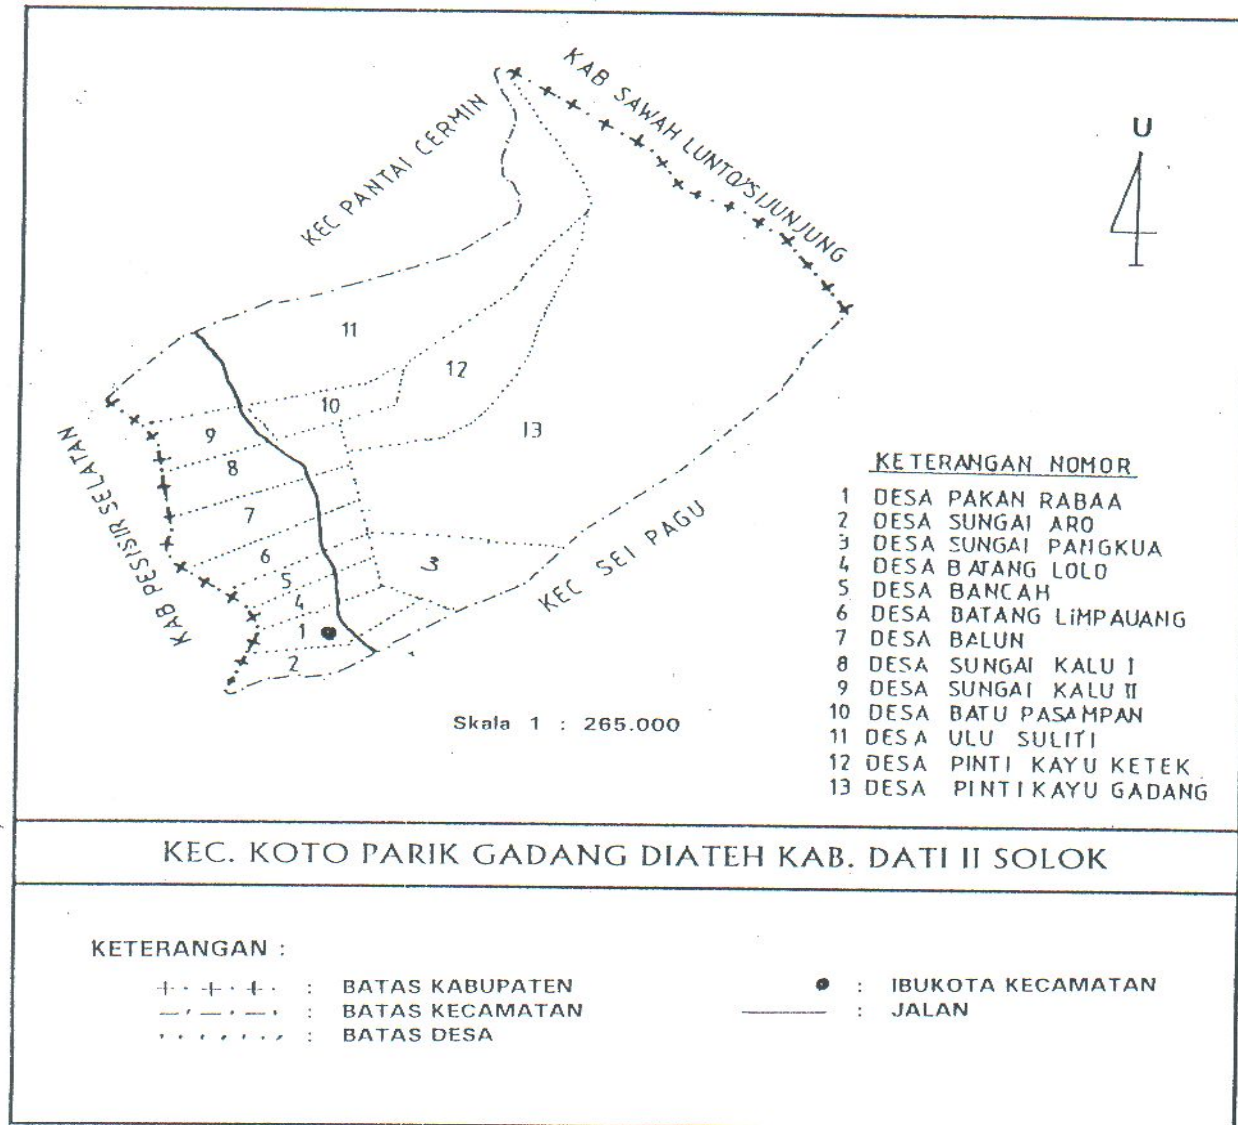 KAB SAWAH LUNTO/SIJUNJUNG
KEC PANTAI CERMIN
U
11
12
10
13
9
8
7
6
5
4
3
1
2
KAB PESISIR SELATAN
KEC SEI PAGU
Skala 1 : 265.000
KETERANGAN NOMOR
1 DESA PAKAN RABAA
2 DESA SUNGAI ARO
3 DESA SUNGAI PANGKUA
4 DESA BATANG LOLO
5 DESA BANCAH
6 DESA BATANG LiMPAUANG
7 DESA BALUN
8 DESA SUNGAI KALU I
9 DESA SUNGAI KALU II
10 DESA BATU PASAMPAN
11 DESA ULU SULITI
12 DESA PINTI KAYU KETEK
13 DESA PINTI KAYU GADANG
KEC. KOTO PARIK GADANG DIATEH KAB. DATI II SOLOK
KETERANGAN :
: BATAS KABUPATEN
: BATAS KECAMATAN
: BATAS DESA
: IBUKOTA KECAMATAN
: JALAN